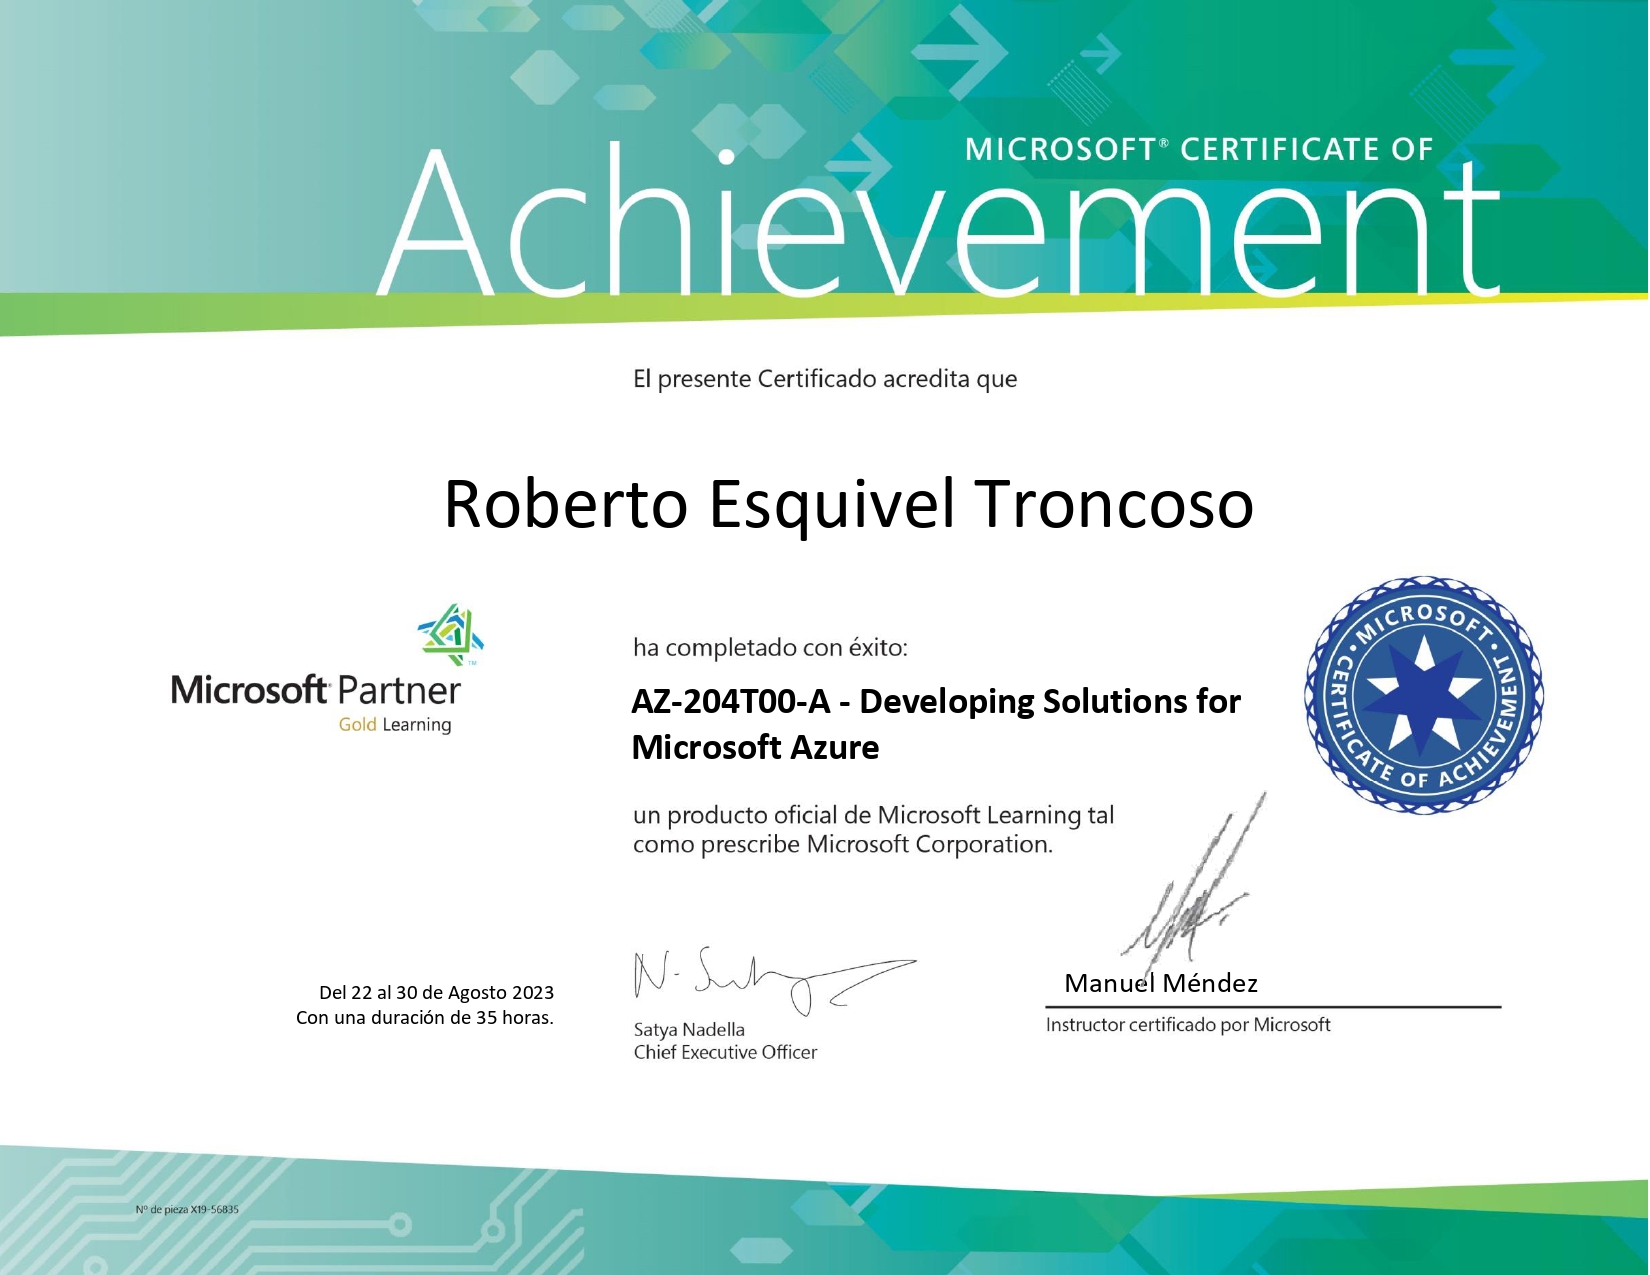 MICROSOFT® CERTIFICATE OF
Achievement
El presente Certificado acredita que
Roberto Esquivel Troncoso
Microsoft Partner
Gold Learning
ha completado con éxito:
AZ-204T00-A - Developing Solutions for
Microsoft Azure
un producto oficial de Microsoft Learning tal
como prescribe Microsoft Corporation.
•MICROSOFT•
CERTIFICATE OF ACHIEVEMENT
Del 22 al 30 de Agosto 2023
Con una duración de 35 horas.
Satya Nadella
Chief Executive Officer
Manuel Méndez
Instructor certificado por Microsoft
Nº de pieza X19-56835